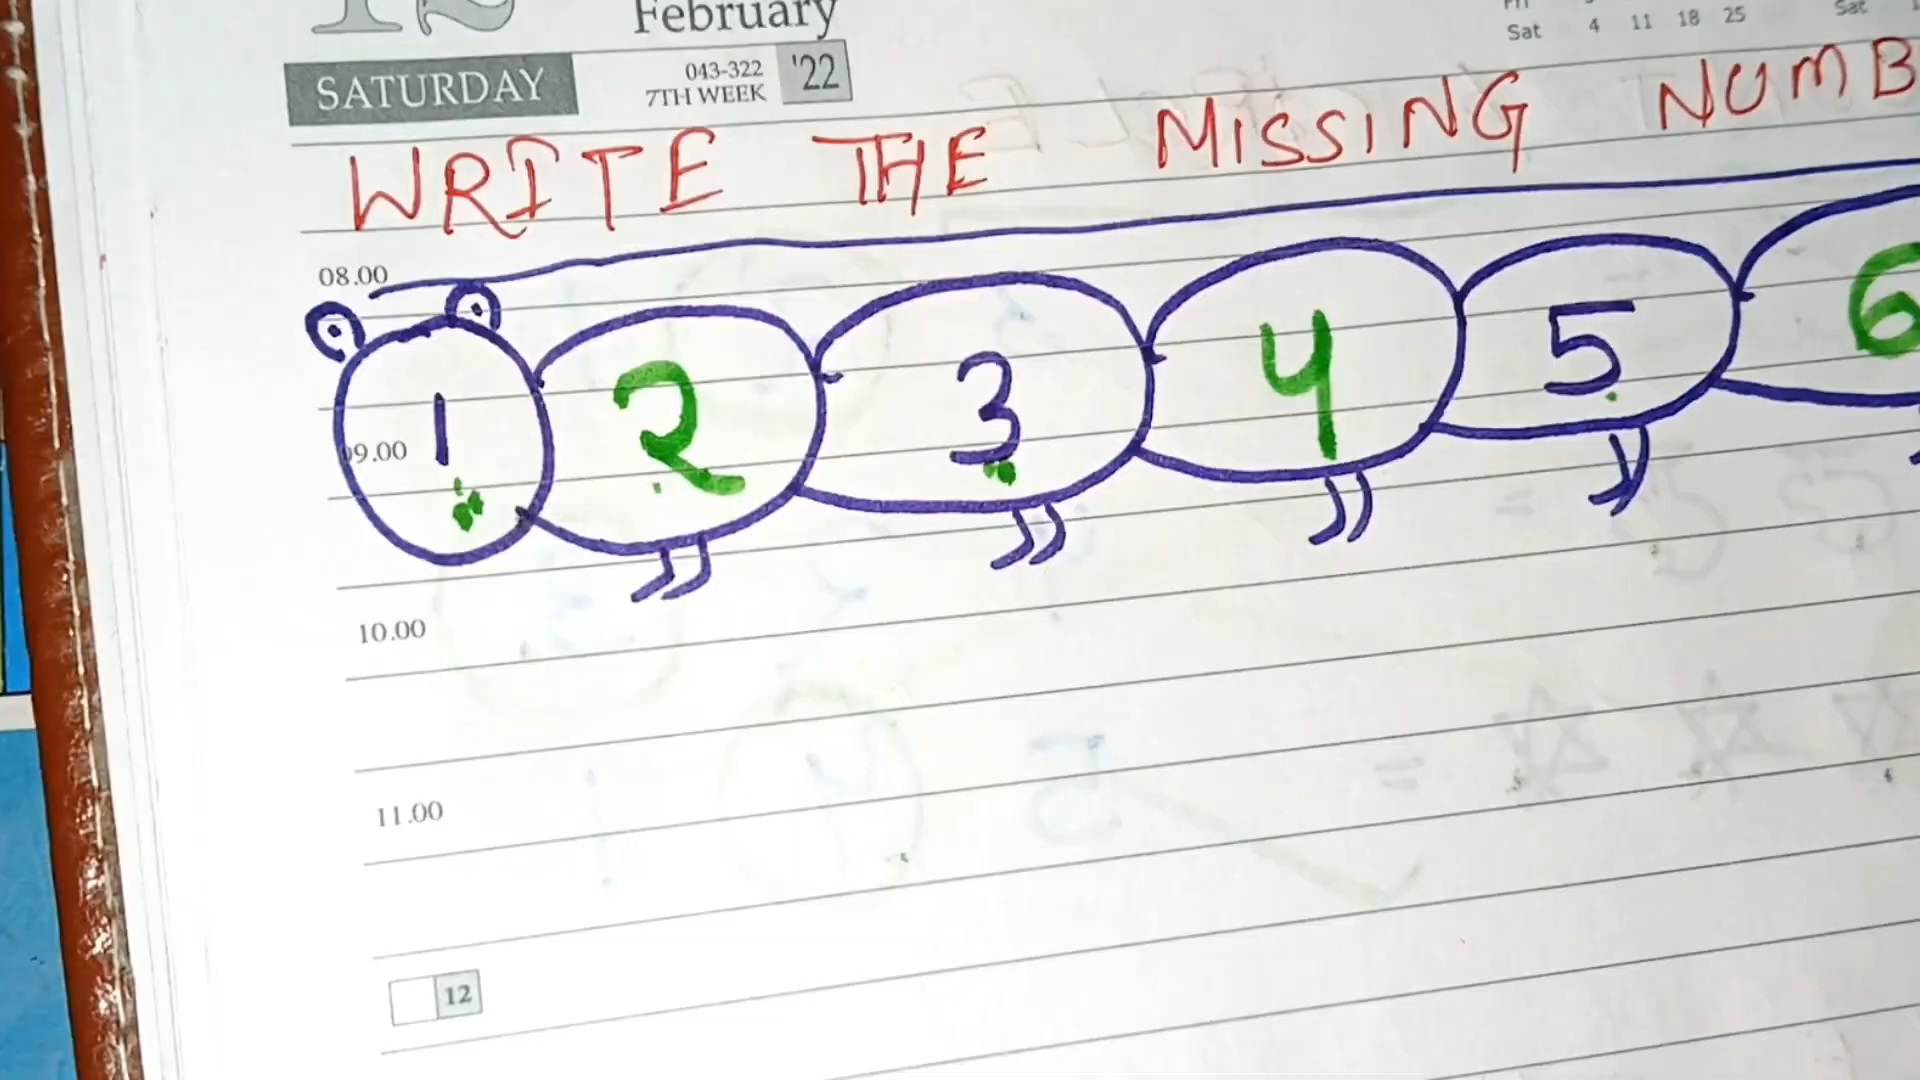 12
February
SATURDAY
043-322
7TH WEEK
'22
Sat 4 11 18 25
Sat
WRITE THE MISSING NUMB
08.00
1 2 3 4 5 6
09.00
10.00
11.00
12